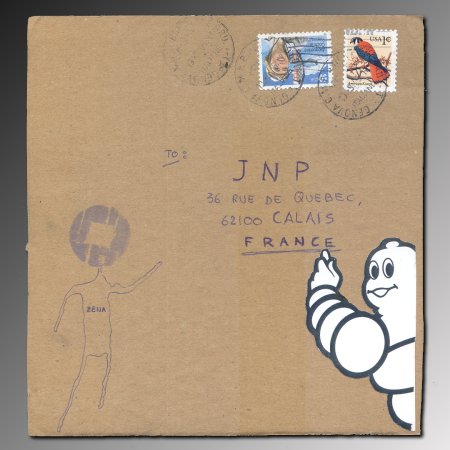 USA 1c
TO:
JNP
36 RUE DE QUEBEC,
62100 CALAIS
FRANCE
ZENA